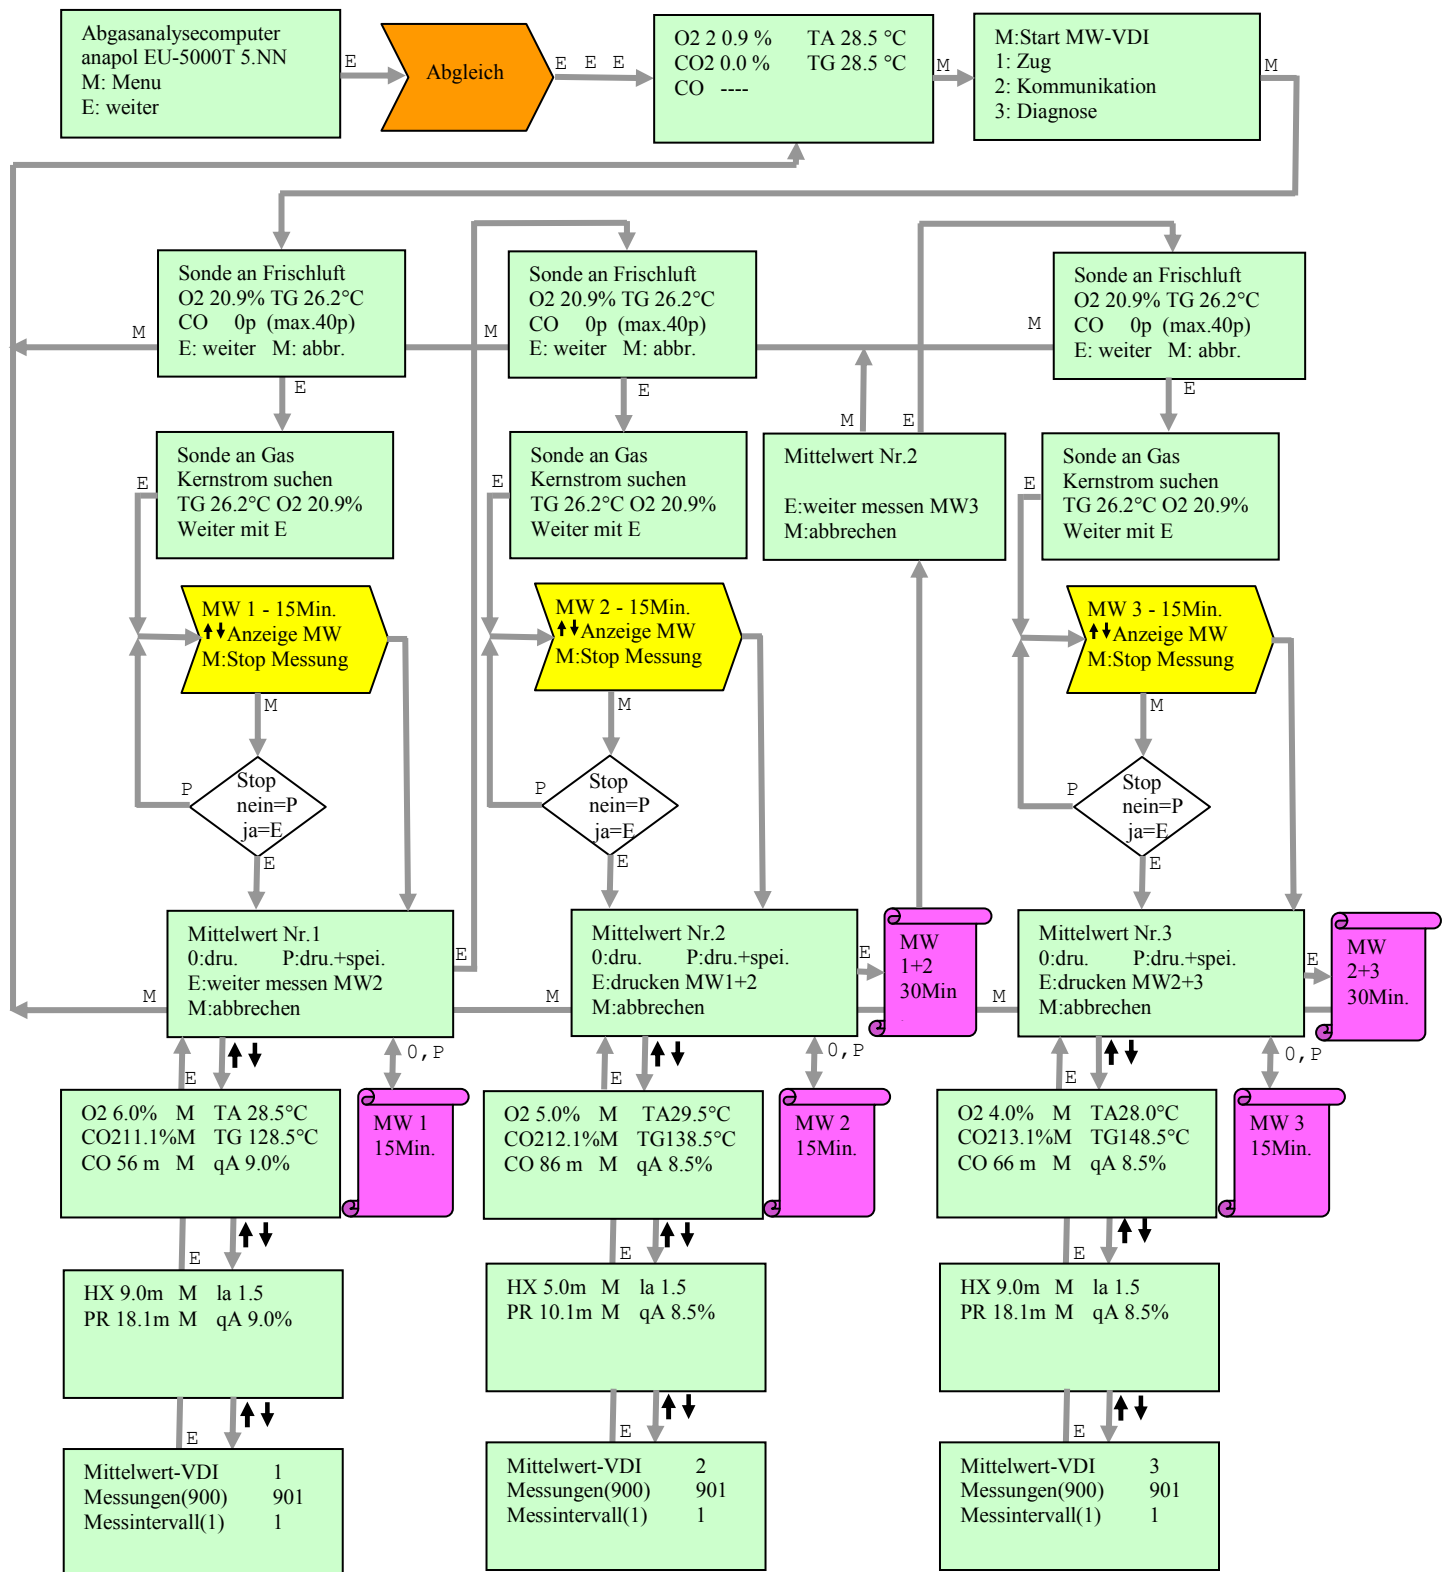 Abgasanalysecomputer
anapol EU-5000T 5.NN
M: Menu
E: weiter
E
Abgleich
E E E
O2 2 0.9 % TA 28.5 °C
CO2 0.0 % TG 28.5 °C
CO ----
M
M:Start MW-VDI
1: Zug
2: Kommunikation
3: Diagnose
M
Sonde an Frischluft
O2 20.9% TG 26.2°C
CO 0p (max.40p)
E: weiter M: abbr.
M
E
Sonde an Frischluft
O2 20.9% TG 26.2°C
CO 0p (max.40p)
E: weiter M: abbr.
M
E
Sonde an Frischluft
O2 20.9% TG 26.2°C
CO 0p (max.40p)
E: weiter M: abbr.
M
E
Sonde an Gas
Kernstrom suchen
TG 26.2°C O2 20.9%
Weiter mit E
E
Sonde an Gas
Kernstrom suchen
TG 26.2°C O2 20.9%
Weiter mit E
E
M E
Mittelwert Nr.2
E:weiter messen MW3
M:abbrechen
Sonde an Gas
Kernstrom suchen
TG 26.2°C O2 20.9%
Weiter mit E
E
MW 1 - 15Min.
Anzeige MW
M:Stop Messung
M
MW 2 - 15Min.
Anzeige MW
M:Stop Messung
M
MW 3 - 15Min.
Anzeige MW
M:Stop Messung
M
P
Stop
nein=P
ja=E
E
P
Stop
nein=P
ja=E
E
P
Stop
nein=P
ja=E
E
Mittelwert Nr.1
0:dru. P:dru.+spei.
E:weiter messen MW2
M:abbrechen
E
M
Mittelwert Nr.2
0:dru. P:dru.+spei.
E:drucken MW1+2
M:abbrechen
E
M
MW
1+2
30Min
Mittelwert Nr.3
0:dru. P:dru.+spei.
E:drucken MW2+3
M:abbrechen
E
M
MW
2+3
30Min.
E
0,P
E
0,P
E
0,P
O2 6.0% M TA 28.5°C
CO211.1%M TG 128.5°C
CO 56 m M qA 9.0%
MW 1
15Min.
O2 5.0% M TA29.5°C
CO212.1%M TG138.5°C
CO 86 m M qA 8.5%
MW 2
15Min.
O2 4.0% M TA28.0°C
CO213.1%M TG148.5°C
CO 66 m M qA 8.5%
MW 3
15Min.
E
E
E
HX 9.0m M la 1.5
PR 18.1m M qA 9.0%
HX 5.0m M la 1.5
PR 10.1m M qA 8.5%
HX 9.0m M la 1.5
PR 18.1m M qA 8.5%
E
E
E
Mittelwert-VDI 1
Messungen(900) 901
Messintervall(1) 1
Mittelwert-VDI 2
Messungen(900) 901
Messintervall(1) 1
Mittelwert-VDI 3
Messungen(900) 901
Messintervall(1) 1